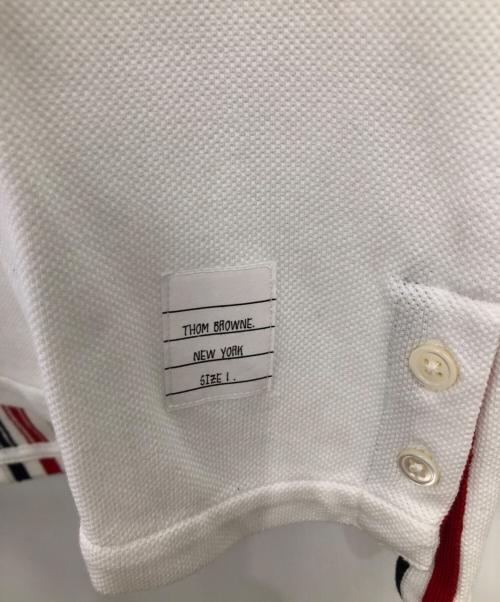 THOM BROWNE.
NEW YORK
SIZE 1.